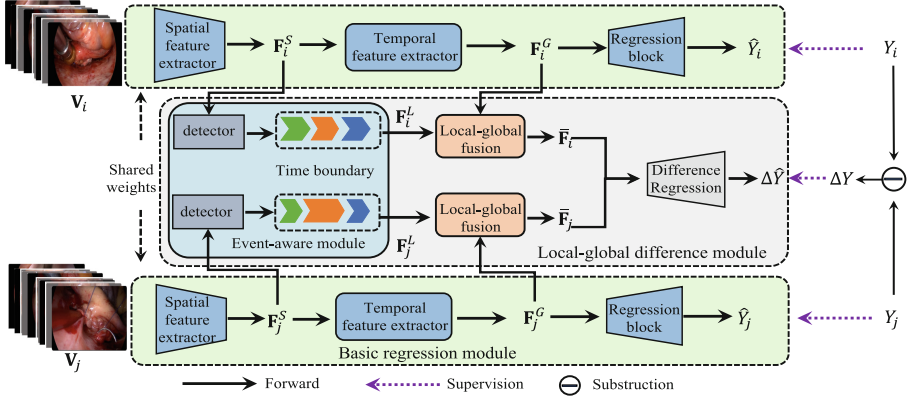 Spatial
feature
extractor
F_i^S
Temporal
feature extractor
F_i^G
Regression
block
Ŷ_i
Y_i
V_i
detector
Time boundary
F_i^L
Local-global
fusion
F̄_i
Shared
weights
Difference
Regression
ΔŶ
ΔY
detector
Event-aware module
F_j^L
Local-global
fusion
F̄_j
Local-global difference module
Spatial
feature
extractor
F_j^S
Temporal
feature extractor
F_j^G
Regression
block
Ŷ_j
Y_j
V_j
Basic regression module
Forward
Supervision
Substruction